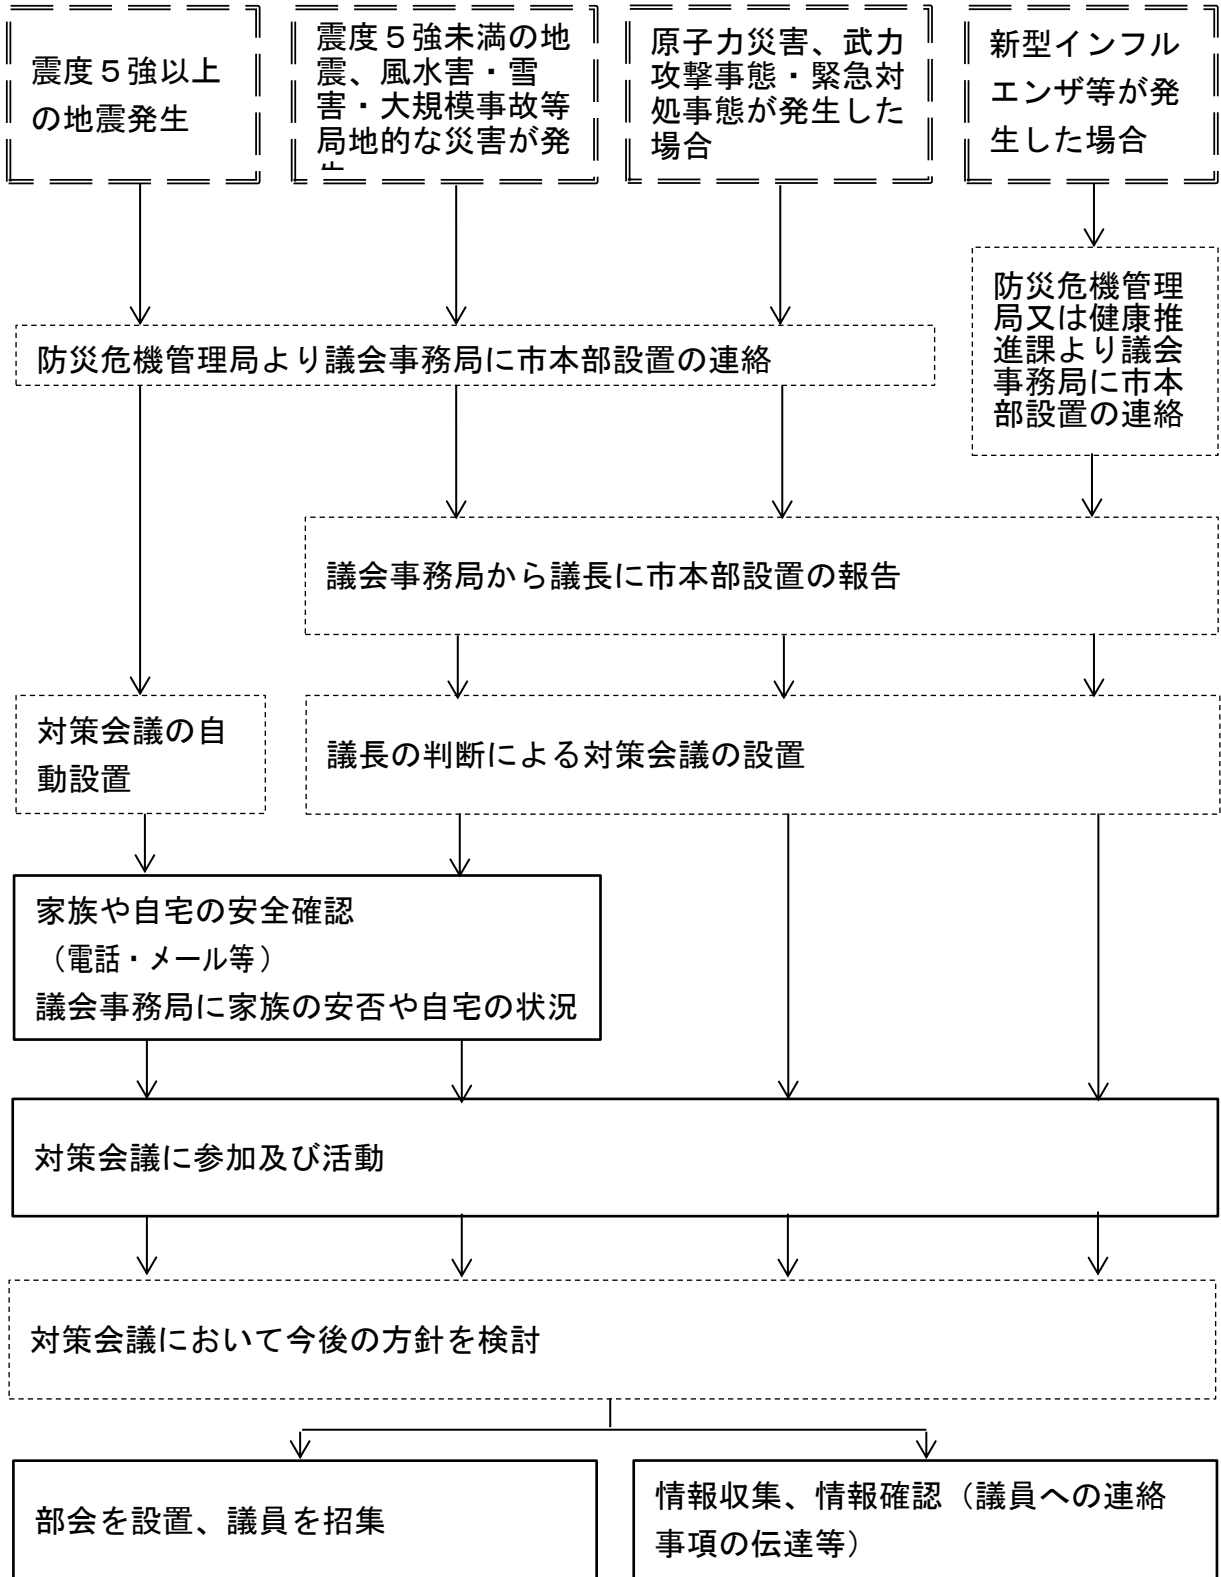 震度５強以上
の地震発生
震度５強未満の地
震、風水害・雪
害・大規模事故等
局地的な災害が発
原子力災害、武力
攻撃事態・緊急対
処事態が発生した
場合
新型インフル
エンザ等が発
生した場合
防災危機管理局より議会事務局に市本部設置の連絡
防災危機管理
局又は健康推
進課より議会
事務局に市本
部設置の連絡
議会事務局から議長に市本部設置の報告
対策会議の自
動設置
議長の判断による対策会議の設置
家族や自宅の安全確認
（電話・メール等）
議会事務局に家族の安否や自宅の状況
対策会議に参加及び活動
対策会議において今後の方針を検討
部会を設置、議員を招集
情報収集、情報確認（議員への連絡
事項の伝達等）